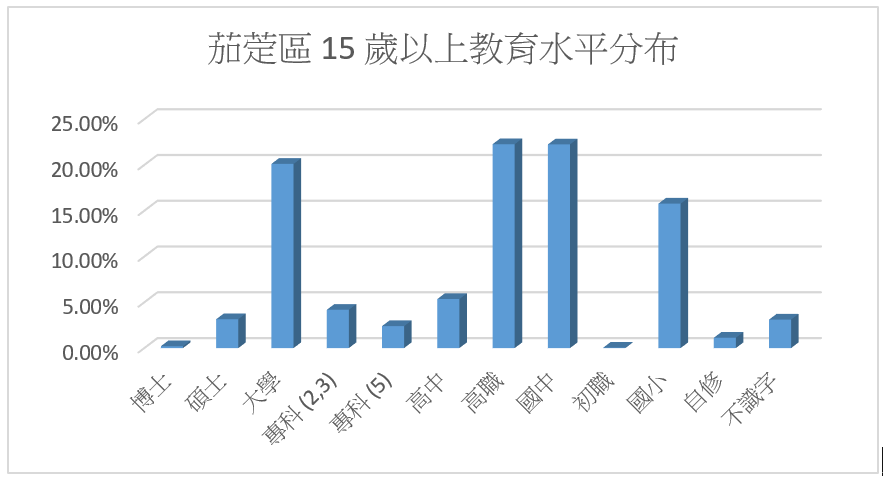 茄萣區 15 歲以上教育水平分布
25.00%
20.00%
15.00%
10.00%
5.00%
0.00%
博士
碩士
大學
專科 (2,3)
專科 (5)
高中
高職
國中
初職
國小
自修
不識字